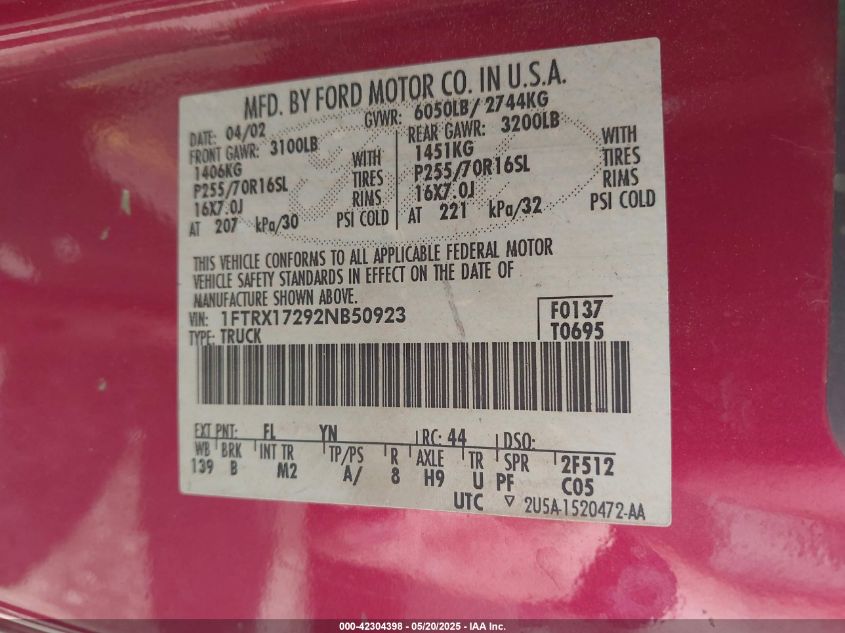 MFD. BY FORD MOTOR CO. IN U.S.A.
DATE: 04/02 GVWR: 6050LB/ 2744KG
FRONT GAWR: 3100LB REAR GAWR: 3200LB
1406KG WITH 1451KG WITH
P255/70R16SL TIRES P255/70R16SL TIRES
16X7.0J RIMS 16X7.0J RIMS
AT 207 kPa/30 PSI COLD AT 221 kPa/32 PSI COLD
THIS VEHICLE CONFORMS TO ALL APPLICABLE FEDERAL MOTOR
VEHICLE SAFETY STANDARDS IN EFFECT ON THE DATE OF
MANUFACTURE SHOWN ABOVE.
VIN: 1FTRX17292NB50923 F0137
TYPE: TRUCK T0695
EXT PNT: FL YN RC: 44 DSO:
WB BRK INT TR TP/PS R AXLE TR SPR 2F512
139 B M2 A/ 8 H9 U PF C05
UTC ▽ 2U5A-1520472-AA
000-42304398 - 05/20/2025 - IAA Inc.